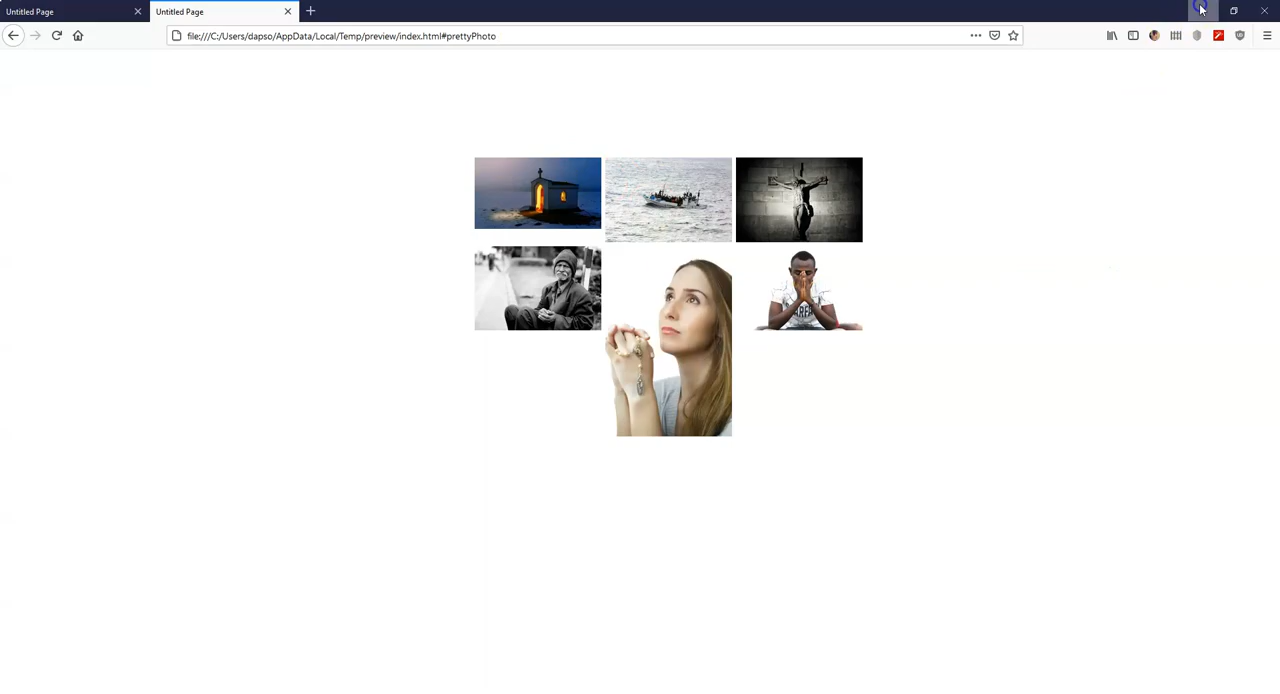 Untitled Page
Untitled Page
file:///C:/Users/dapso/AppData/Local/Temp/preview/index.html#prettyPhoto